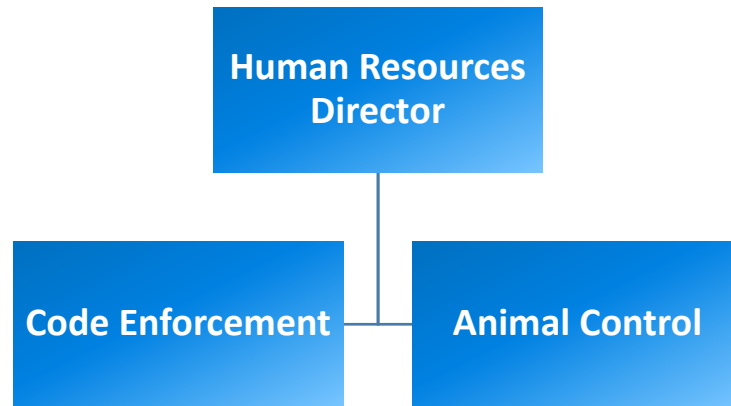 Human Resources
Director
Code Enforcement
Animal Control